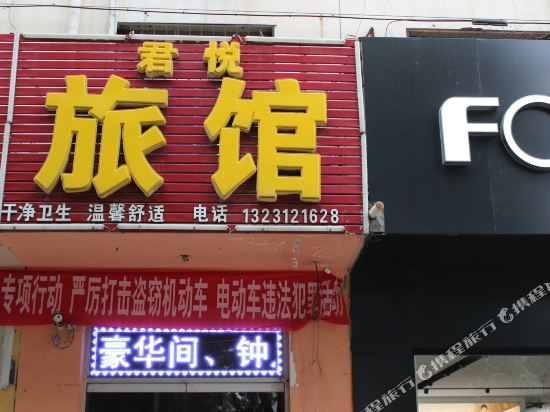 君悦
旅馆
干净卫生 温馨舒适 电话 1323121628
专项行动 严厉打击盗窃机动车 电动车违法犯罪活动
豪华间、钟
FO
@携程旅行
@携程旅行